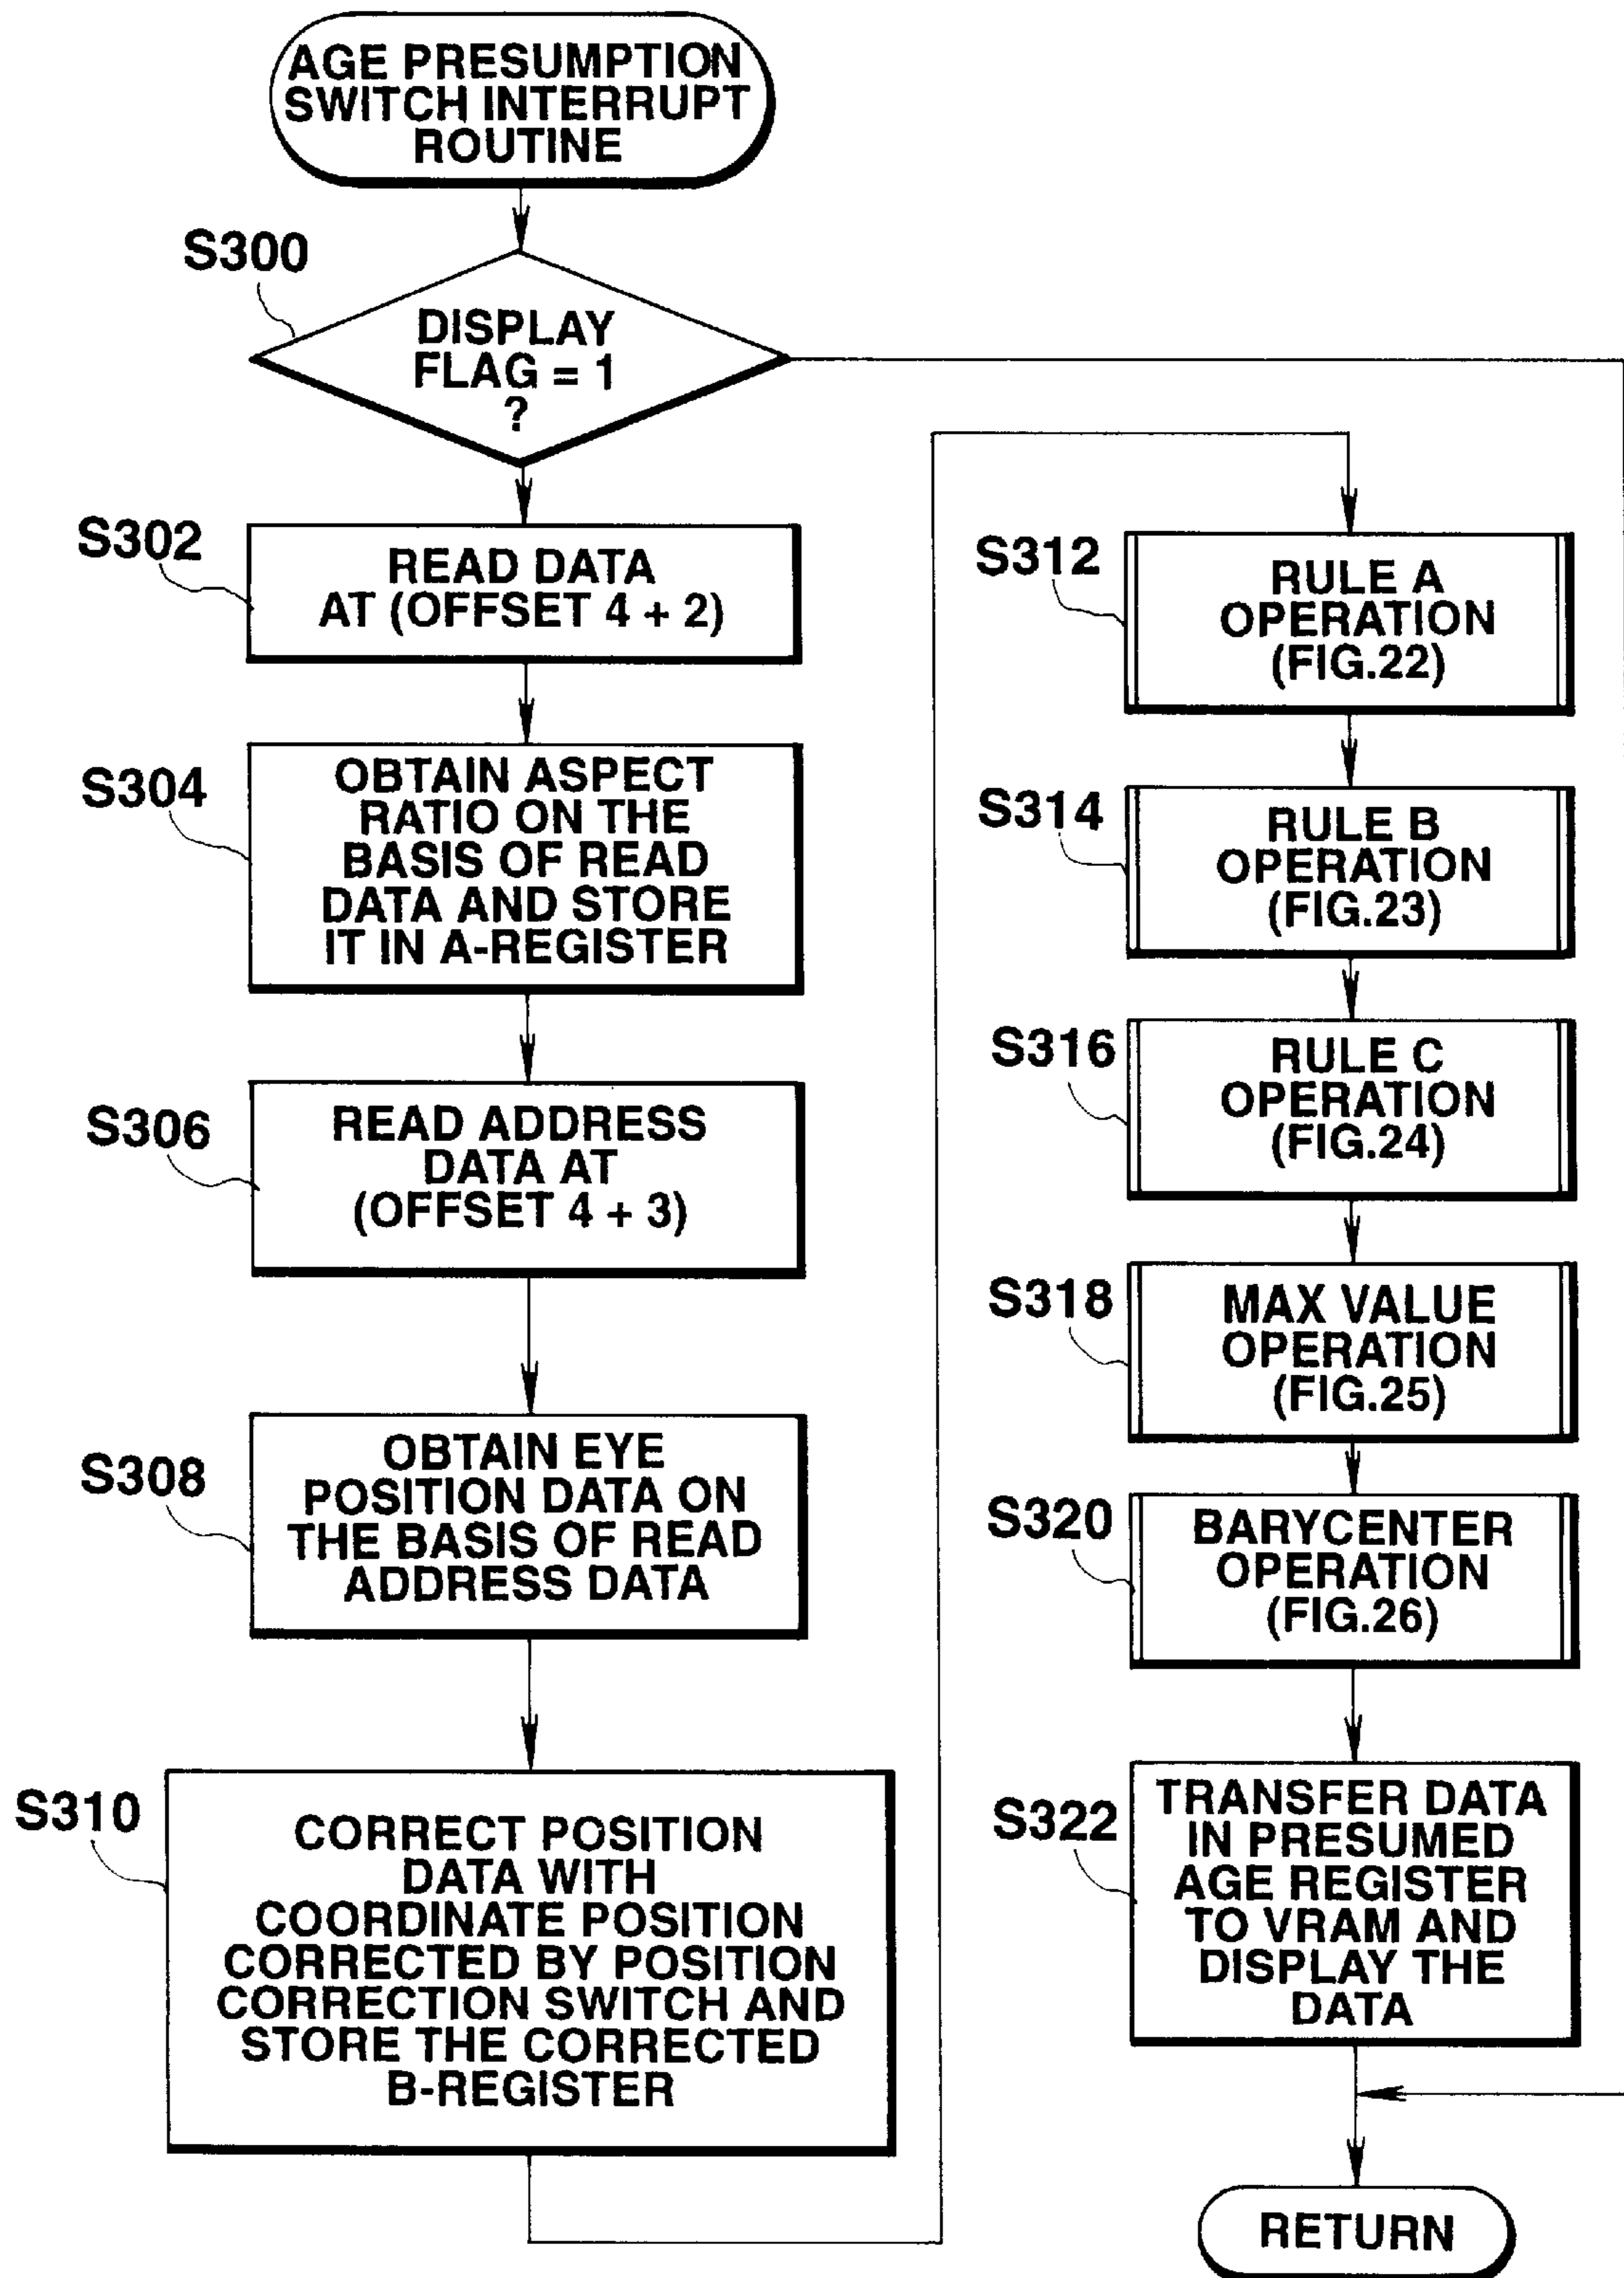 AGE PRESUMPTION
SWITCH INTERRUPT
ROUTINE
S300
DISPLAY
FLAG = 1
?
S302
READ DATA
AT (OFFSET 4 + 2)
S304
OBTAIN ASPECT
RATIO ON THE
BASIS OF READ
DATA AND STORE
IT IN A-REGISTER
S306
READ ADDRESS
DATA AT
(OFFSET 4 + 3)
S308
OBTAIN EYE
POSITION DATA ON
THE BASIS OF READ
ADDRESS DATA
S310
CORRECT POSITION
DATA WITH
COORDINATE POSITION
CORRECTED BY POSITION
CORRECTION SWITCH AND
STORE THE CORRECTED
B-REGISTER
S312
RULE A
OPERATION
(FIG.22)
S314
RULE B
OPERATION
(FIG.23)
S316
RULE C
OPERATION
(FIG.24)
S318
MAX VALUE
OPERATION
(FIG.25)
S320
BARYCENTER
OPERATION
(FIG.26)
S322
TRANSFER DATA
IN PRESUMED
AGE REGISTER
TO VRAM AND
DISPLAY THE
DATA
RETURN